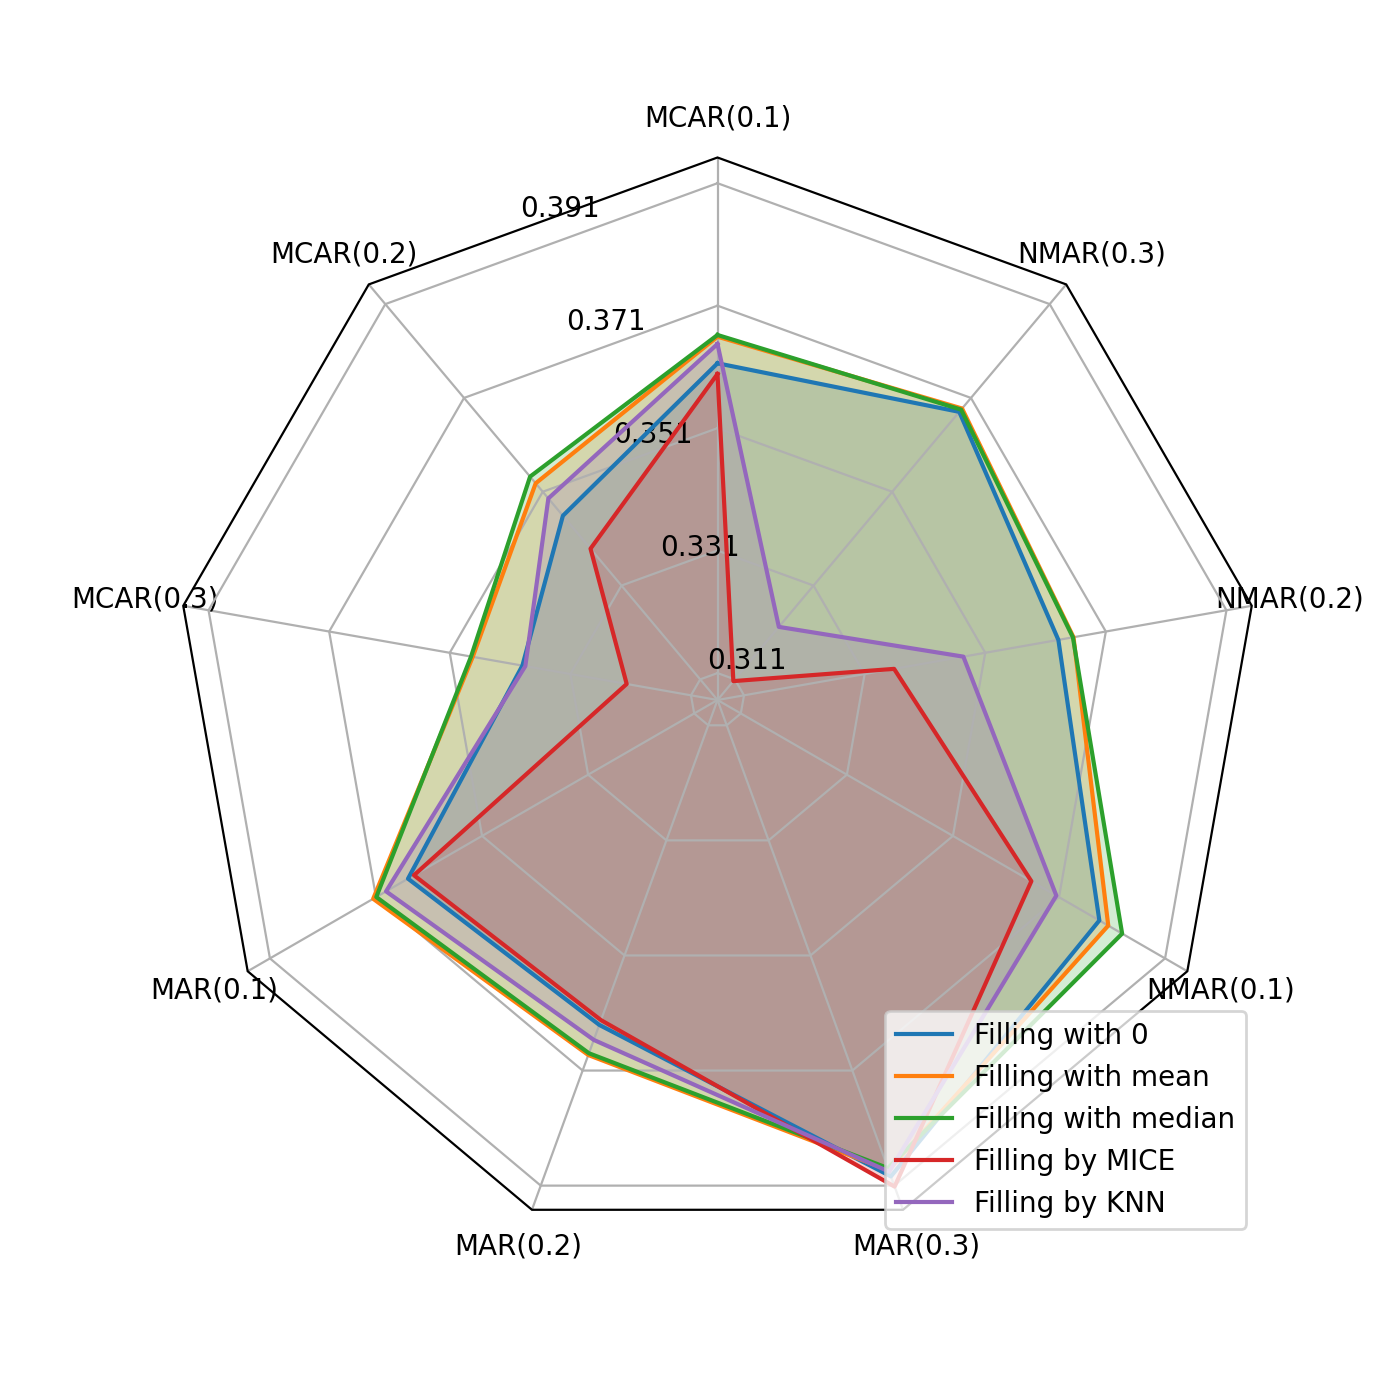 MCAR(0.1)
0.391
MCAR(0.2)
NMAR(0.3)
0.371
0.351
0.331
MCAR(0.3)
NMAR(0.2)
0.311
MAR(0.1)
NMAR(0.1)
Filling with 0
Filling with mean
Filling with median
Filling by MICE
Filling by KNN
MAR(0.2)
MAR(0.3)